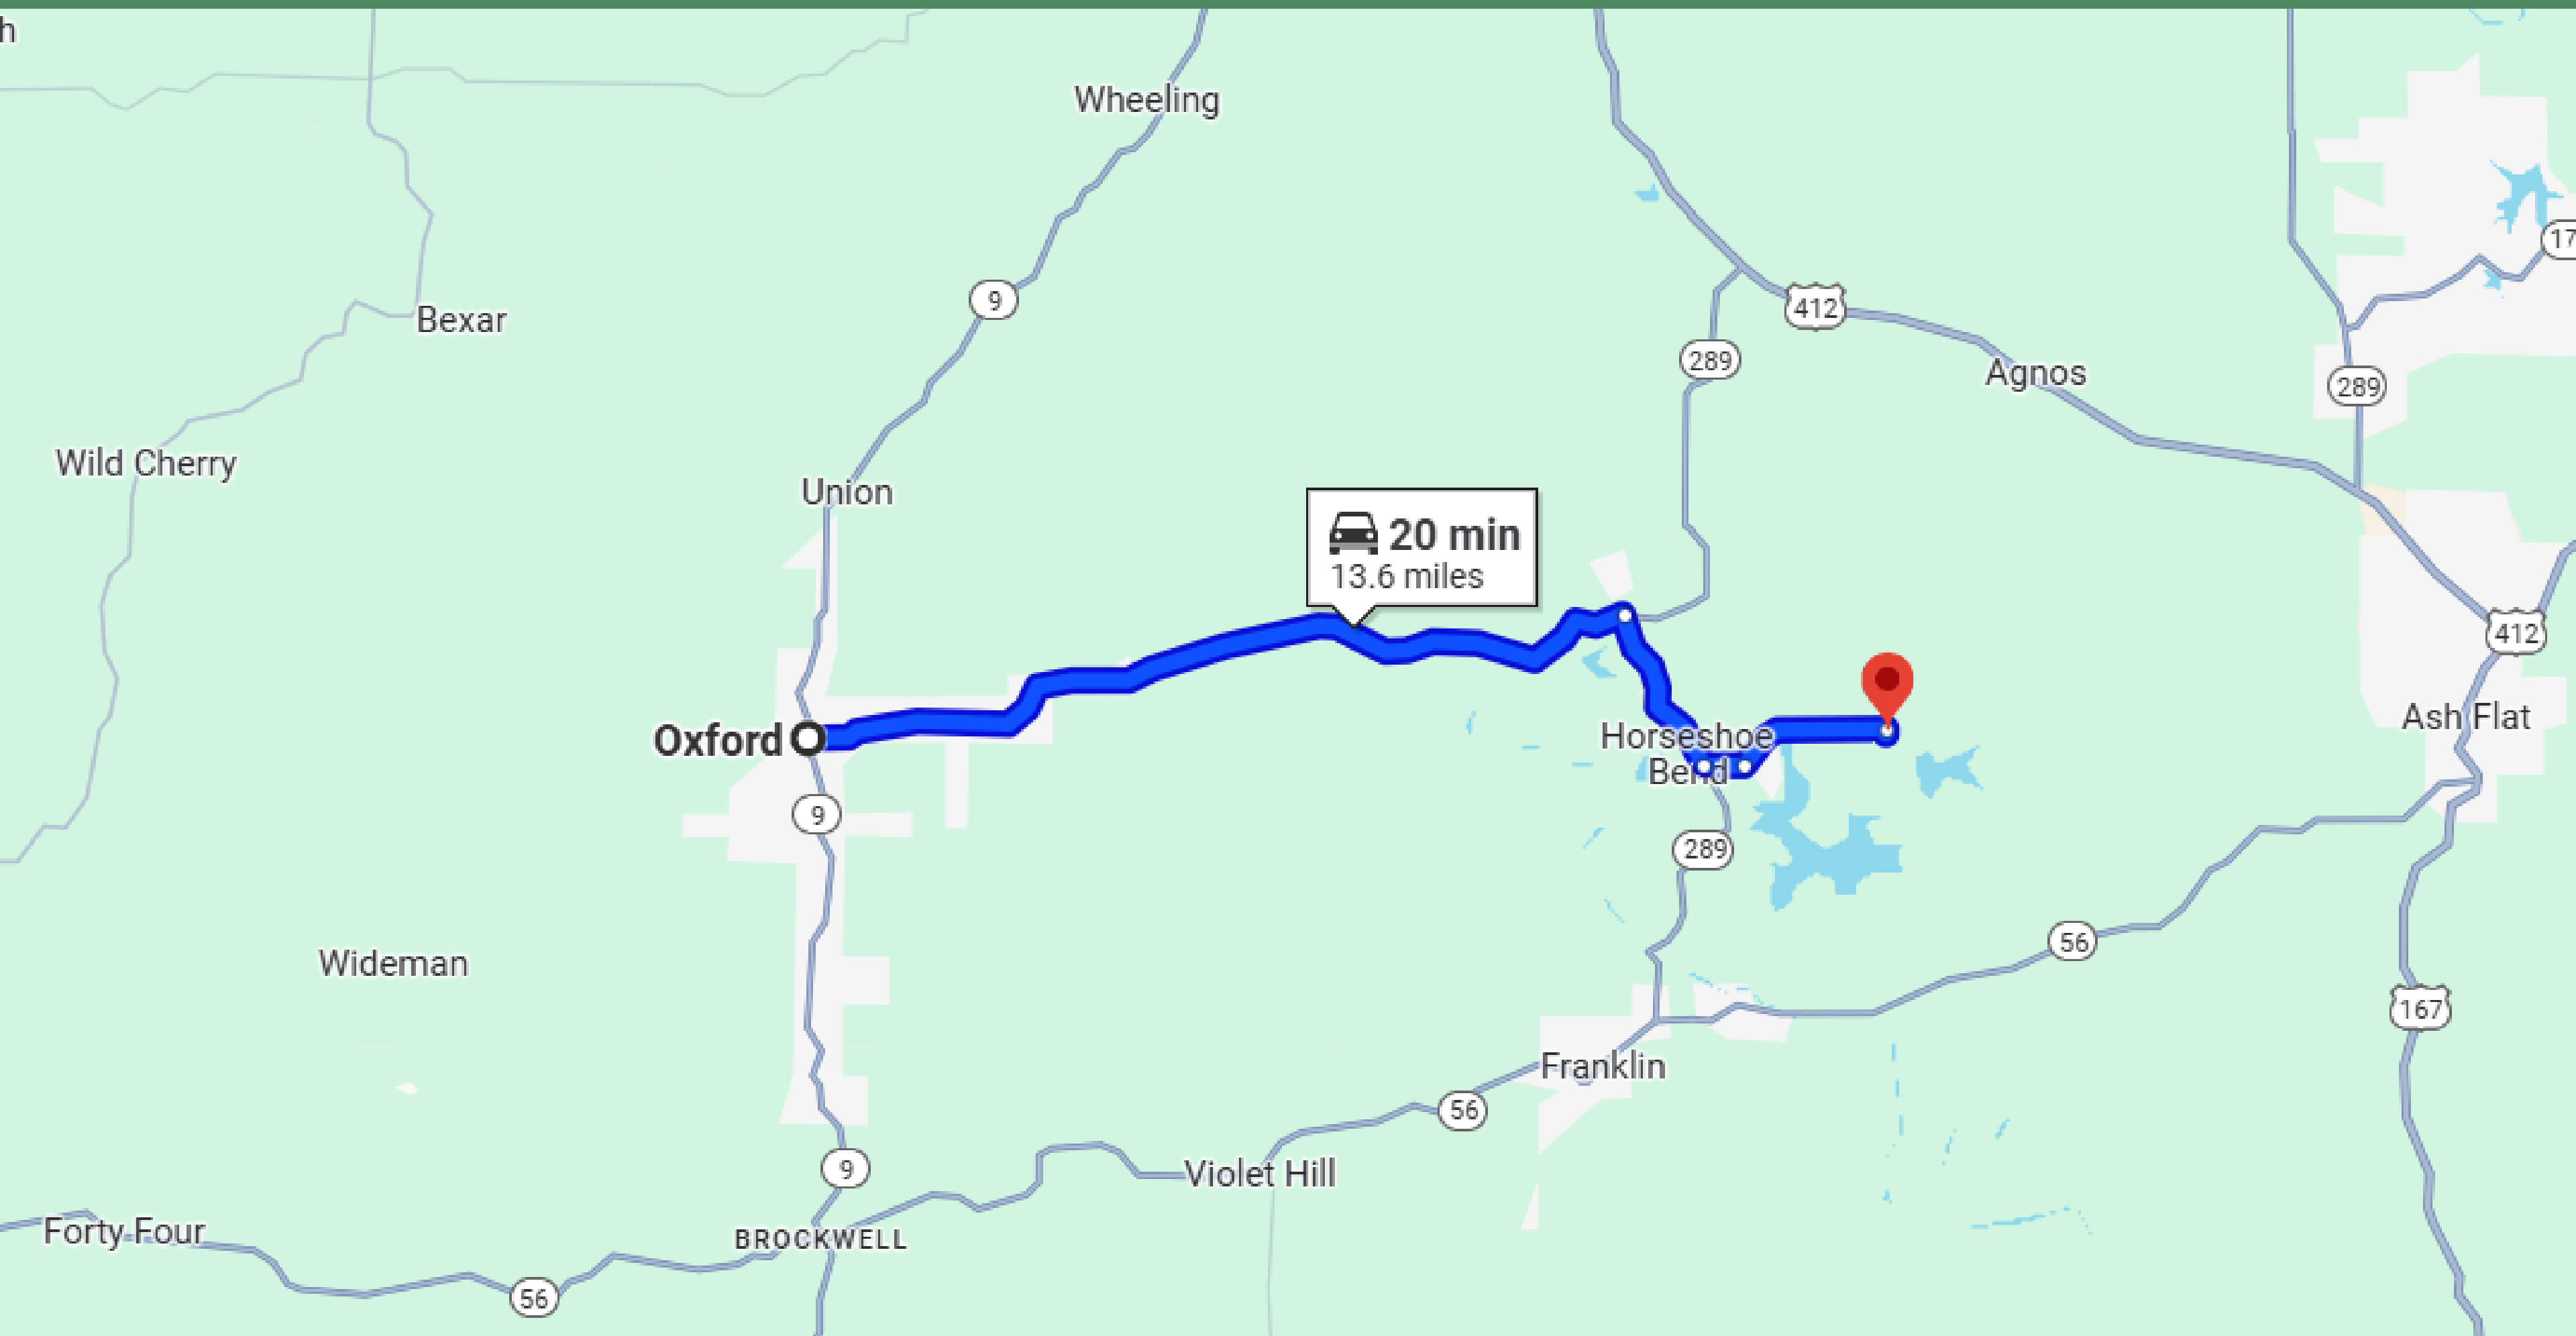 h
Wheeling
17
9
Bexar
412
289
Agnos
289
Wild Cherry
Union
20 min
13.6 miles
412
Ash Flat
Oxford
Horsehoe
Bend
9
289
56
Wideman
167
Franklin
56
9
Violet Hill
Forty Four
BROCKWELL
56